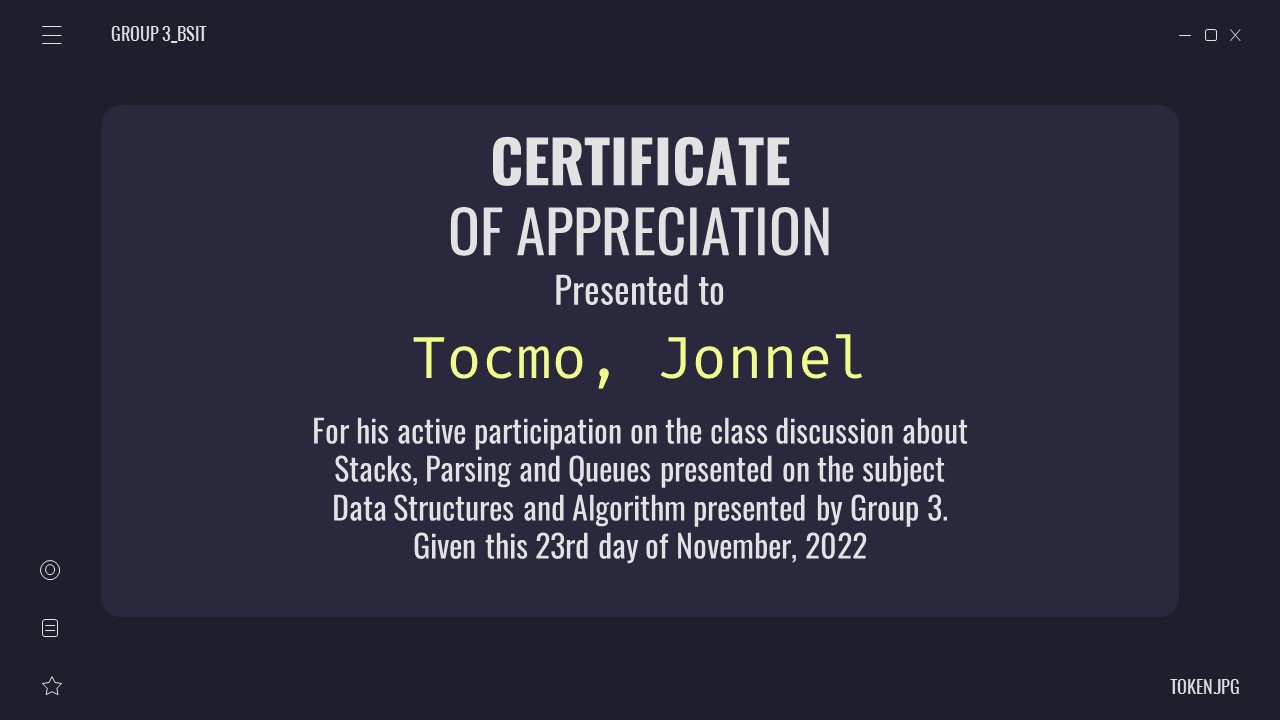 GROUP 3_BSIT
CERTIFICATE
OF APPRECIATION
Presented to
Tocmo, Jonnel
For his active participation on the class discussion about
Stacks, Parsing and Queues presented on the subject
Data Structures and Algorithm presented by Group 3.
Given this 23rd day of November, 2022
TOKEN.JPG